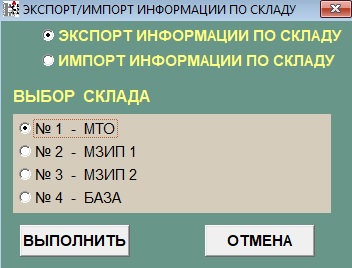 ЭКСПОРТ/ИМПОРТ ИНФОРМАЦИИ ПО СКЛАДУ
ЭКСПОРТ ИНФОРМАЦИИ ПО СКЛАДУ
ИМПОРТ ИНФОРМАЦИИ ПО СКЛАДУ
ВЫБОР СКЛАДА
№ 1 - МТО
№ 2 - МЗИП 1
№ 3 - МЗИП 2
№ 4 - БАЗА
ВЫПОЛНИТЬ ОТМЕНА